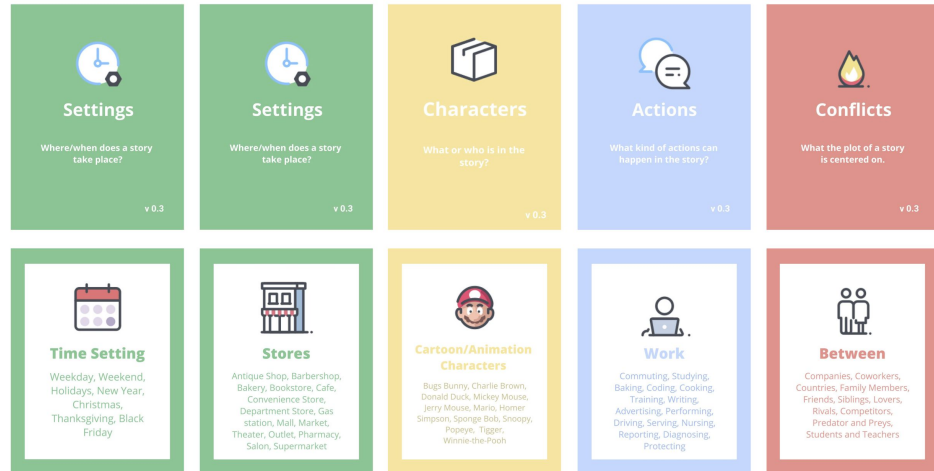 Settings
Where/when does a story
take place?
v 0.3
Settings
Where/when does a story
take place?
v 0.3
Characters
What or who is in the
story?
v 0.3
Actions
What kind of actions can
happen in the story?
v 0.3
Conflicts
What the plot of a story
is centered on.
v 0.3
Time Setting
Weekday, Weekend,
Holidays, New Year,
Christmas,
Thanksgiving, Black
Friday
Stores
Antique Shop, Barbershop,
Bakery, Bookstore, Cafe,
Convenience Store,
Department Store, Gas
station, Mall, Market,
Theater, Outlet, Pharmacy,
Salon, Supermarket
Cartoon/Animation
Characters
Bugs Bunny, Charlie Brown,
Donald Duck, Mickey Mouse,
Jerry Mouse, Mario, Homer
Simpson, Sponge Bob, Snoopy,
Popeye, Tigger,
Winnie-the-Pooh
Work
Commuting, Studying,
Baking, Coding, Cooking,
Training, Writing,
Advertising, Performing,
Driving, Serving, Nursing,
Reporting, Diagnosing,
Protecting
Between
Companies, Coworkers,
Countries, Family Members,
Friends, Siblings, Lovers,
Rivals, Competitors,
Predator and Preys,
Students and Teachers